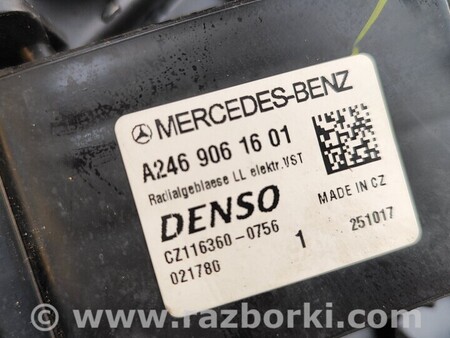 MERCEDES-BENZ
A246 906 16 01
Radialgeblaese LL elektr.VST
DENSO
MADE IN CZ
CZ116360-0756
1
251017
021780
www.razborki.com